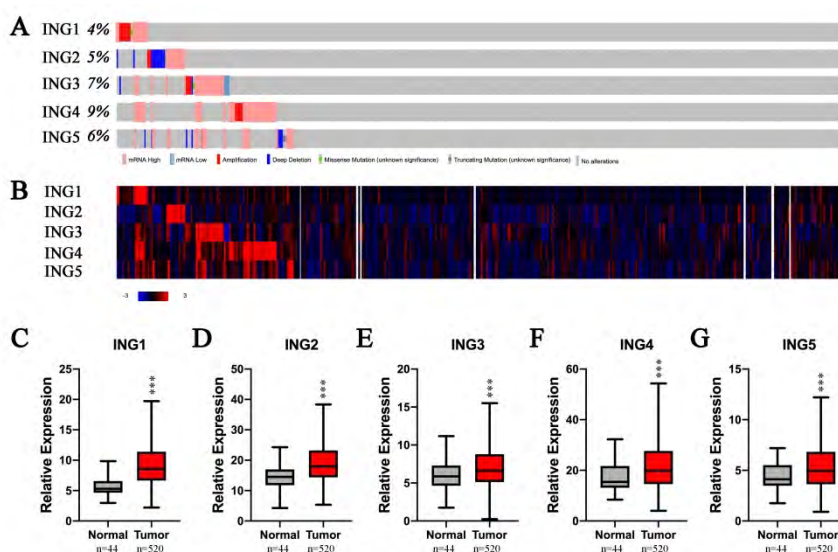 A
ING1 4%
ING2 5%
ING3 7%
ING4 9%
ING5 6%
mRNA High mRNA Low Amplification Deep Deletion Missense Mutation (unknown significance) Truncating Mutation (unknown significance) No alterations
B
ING1
ING2
ING3
ING4
ING5
-3 3
C ING1
Relative Expression
25
20
15
10
5
0
***
Normal Tumor
n=44 n=520
D ING2
Relative Expression
50
40
30
20
10
0
***
Normal Tumor
n=44 n=520
E ING3
Relative Expression
20
15
10
5
0
***
Normal Tumor
n=44 n=520
F ING4
Relative Expression
60
40
20
0
***
Normal Tumor
n=44 n=520
G ING5
Relative Expression
15
10
5
0
***
Normal Tumor
n=44 n=520